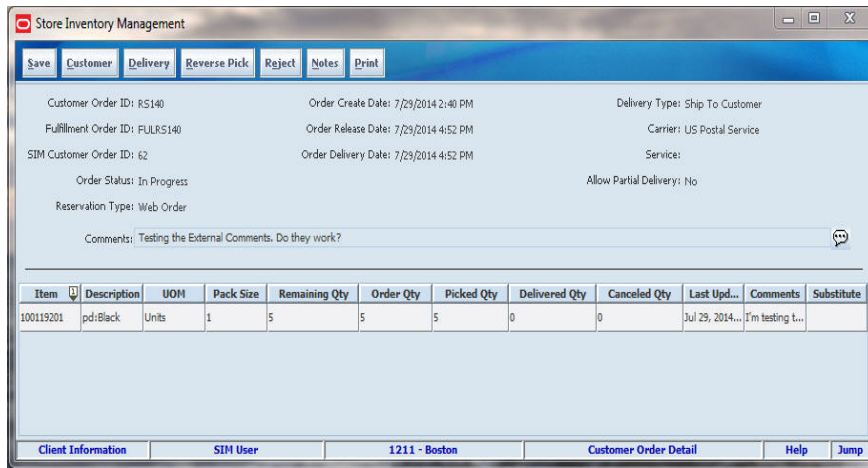 Store Inventory Management
Save Customer Delivery Reverse Pick Reject Notes Print
Customer Order ID: RS140 Order Create Date: 7/29/2014 2:40 PM Delivery Type: Ship To Customer
Fulfillment Order ID: FULRS140 Order Release Date: 7/29/2014 4:52 PM Carrier: US Postal Service
SIM Customer Order ID: 62 Order Delivery Date: 7/29/2014 4:52 PM Service:
Order Status: In Progress Allow Partial Delivery: No
Reservation Type: Web Order
Comments: Testing the External Comments. Do they work?
Item 1 Description UOM Pack Size Remaining Qty Order Qty Picked Qty Delivered Qty Canceled Qty Last Upd... Comments Substitute
100119201 pd:Black Units 1 5 5 5 0 0 Jul 29, 2014... I'm testing t...
Client Information SIM User 1211 - Boston Customer Order Detail Help Jump